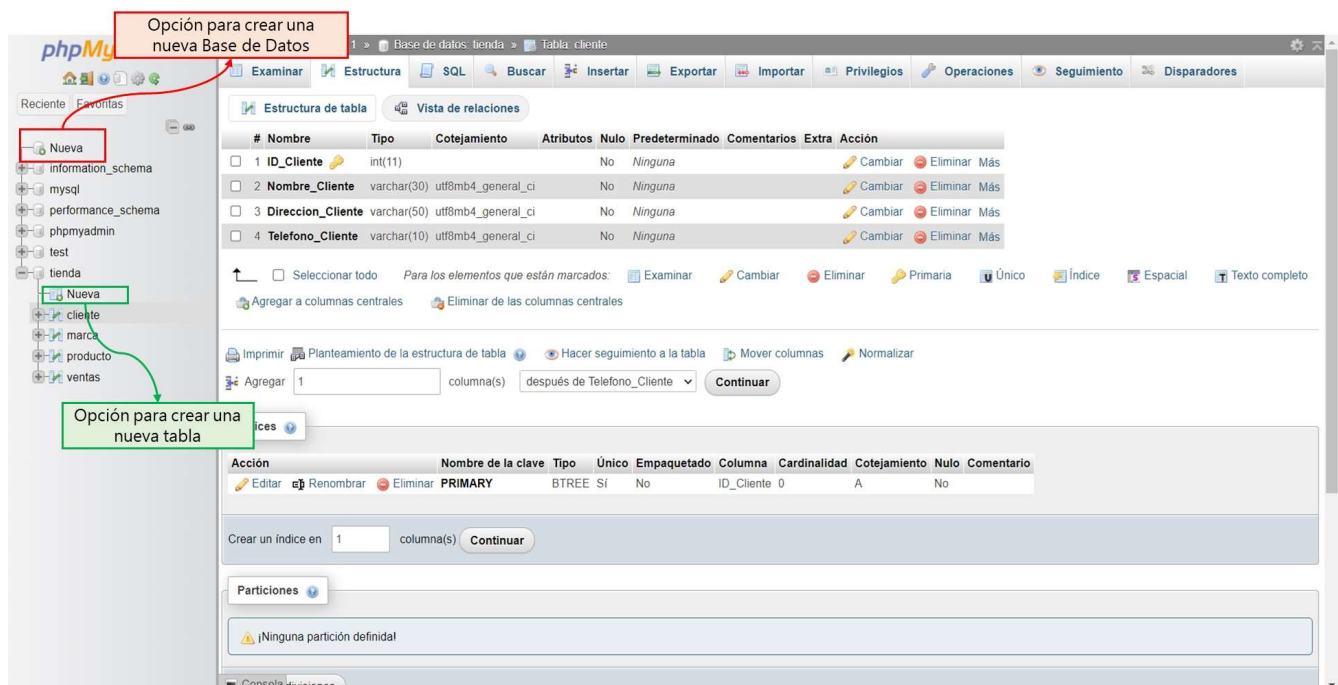 Opción para crear una
nueva Base de Datos
phpMy
1 » Base de datos: tienda » Tabla: cliente
Examinar Estructura SQL Buscar Insertar Exportar Importar Privilegios Operaciones Seguimiento Disparadores
Reciente Favoritas
Estructura de tabla Vista de relaciones
Nueva
information_schema
mysql
performance_schema
phpmyadmin
test
tienda
Nueva
cliente
marca
producto
ventas
Opción para crear una
nueva tabla
# Nombre Tipo Cotejamiento Atributos Nulo Predeterminado Comentarios Extra Acción
1 ID_Cliente int(11) No Ninguna Cambiar Eliminar Más
2 Nombre_Cliente varchar(30) utf8mb4_general_ci No Ninguna Cambiar Eliminar Más
3 Direccion_Cliente varchar(50) utf8mb4_general_ci No Ninguna Cambiar Eliminar Más
4 Telefono_Cliente varchar(10) utf8mb4_general_ci No Ninguna Cambiar Eliminar Más
Seleccionar todo Para los elementos que están marcados: Examinar Cambiar Eliminar Primaria Único Índice Espacial Texto completo
Agregar a columnas centrales Eliminar de las columnas centrales
Imprimir Planteamiento de la estructura de tabla Hacer seguimiento a la tabla Mover columnas Normalizar
Agregar 1 columna(s) después de Telefono_Cliente Continuar
ices
Acción Nombre de la clave Tipo Único Empaquetado Columna Cardinalidad Cotejamiento Nulo Comentario
Editar Renombrar Eliminar PRIMARY BTREE Sí No ID_Cliente 0 A No
Crear un índice en 1 columna(s) Continuar
Particiones
¡Ninguna partición definida!
Consola